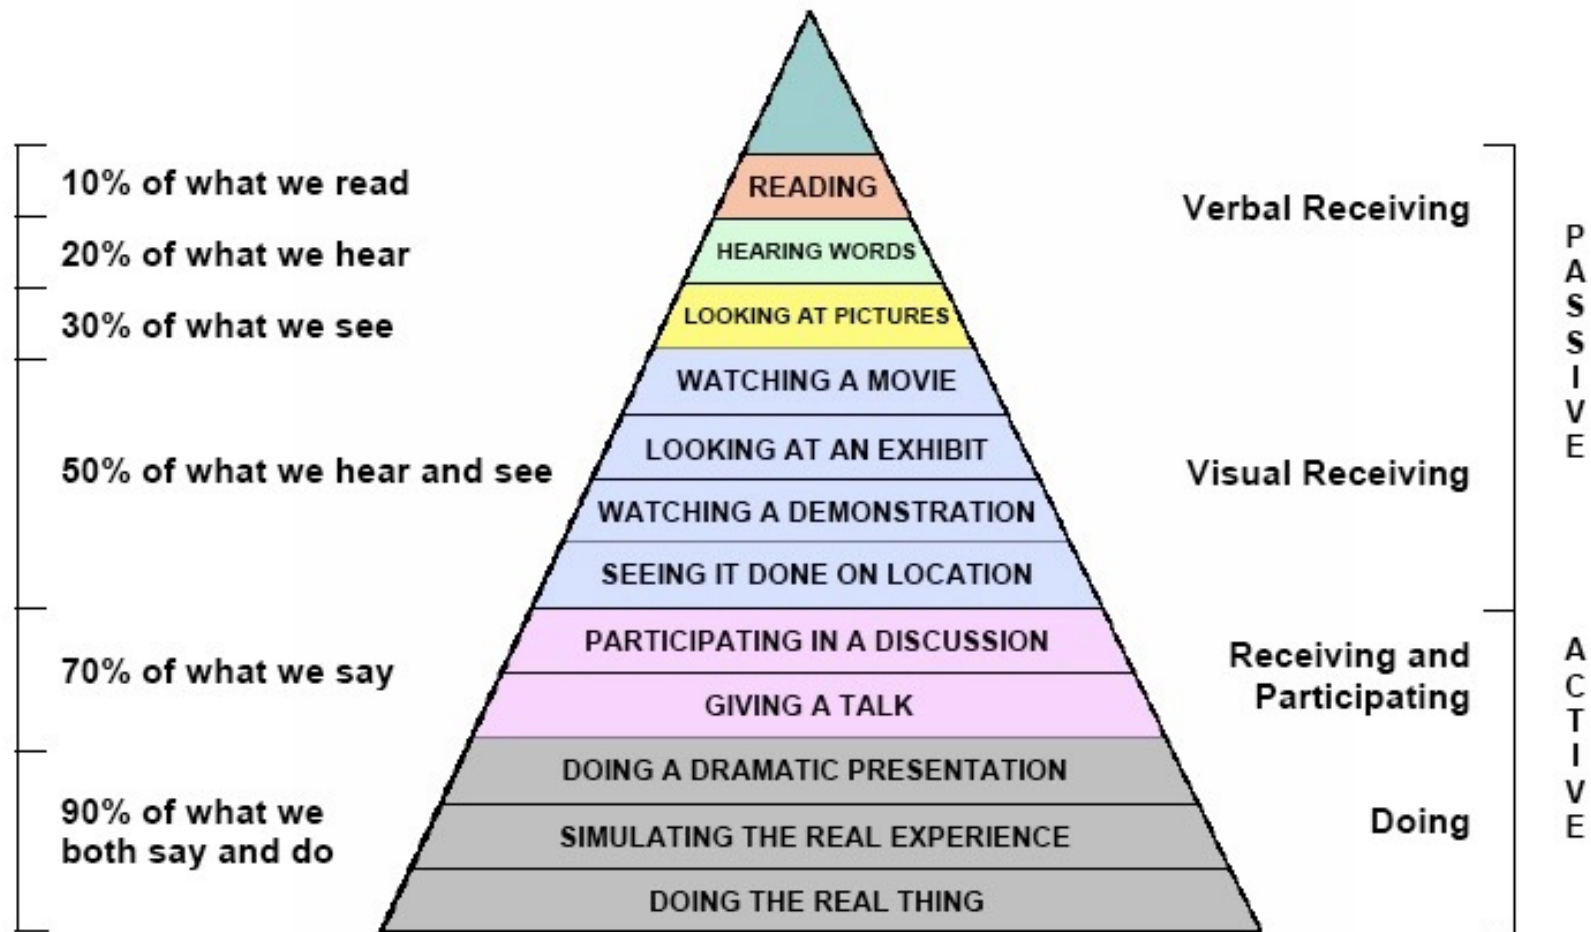 10% of what we read
20% of what we hear
30% of what we see
50% of what we hear and see
70% of what we say
90% of what we
both say and do
READING
HEARING WORDS
LOOKING AT PICTURES
WATCHING A MOVIE
LOOKING AT AN EXHIBIT
WATCHING A DEMONSTRATION
SEEING IT DONE ON LOCATION
PARTICIPATING IN A DISCUSSION
GIVING A TALK
DOING A DRAMATIC PRESENTATION
SIMULATING THE REAL EXPERIENCE
DOING THE REAL THING
Verbal Receiving
Visual Receiving
Receiving and
Participating
Doing
PASSIVE
ACTIVE